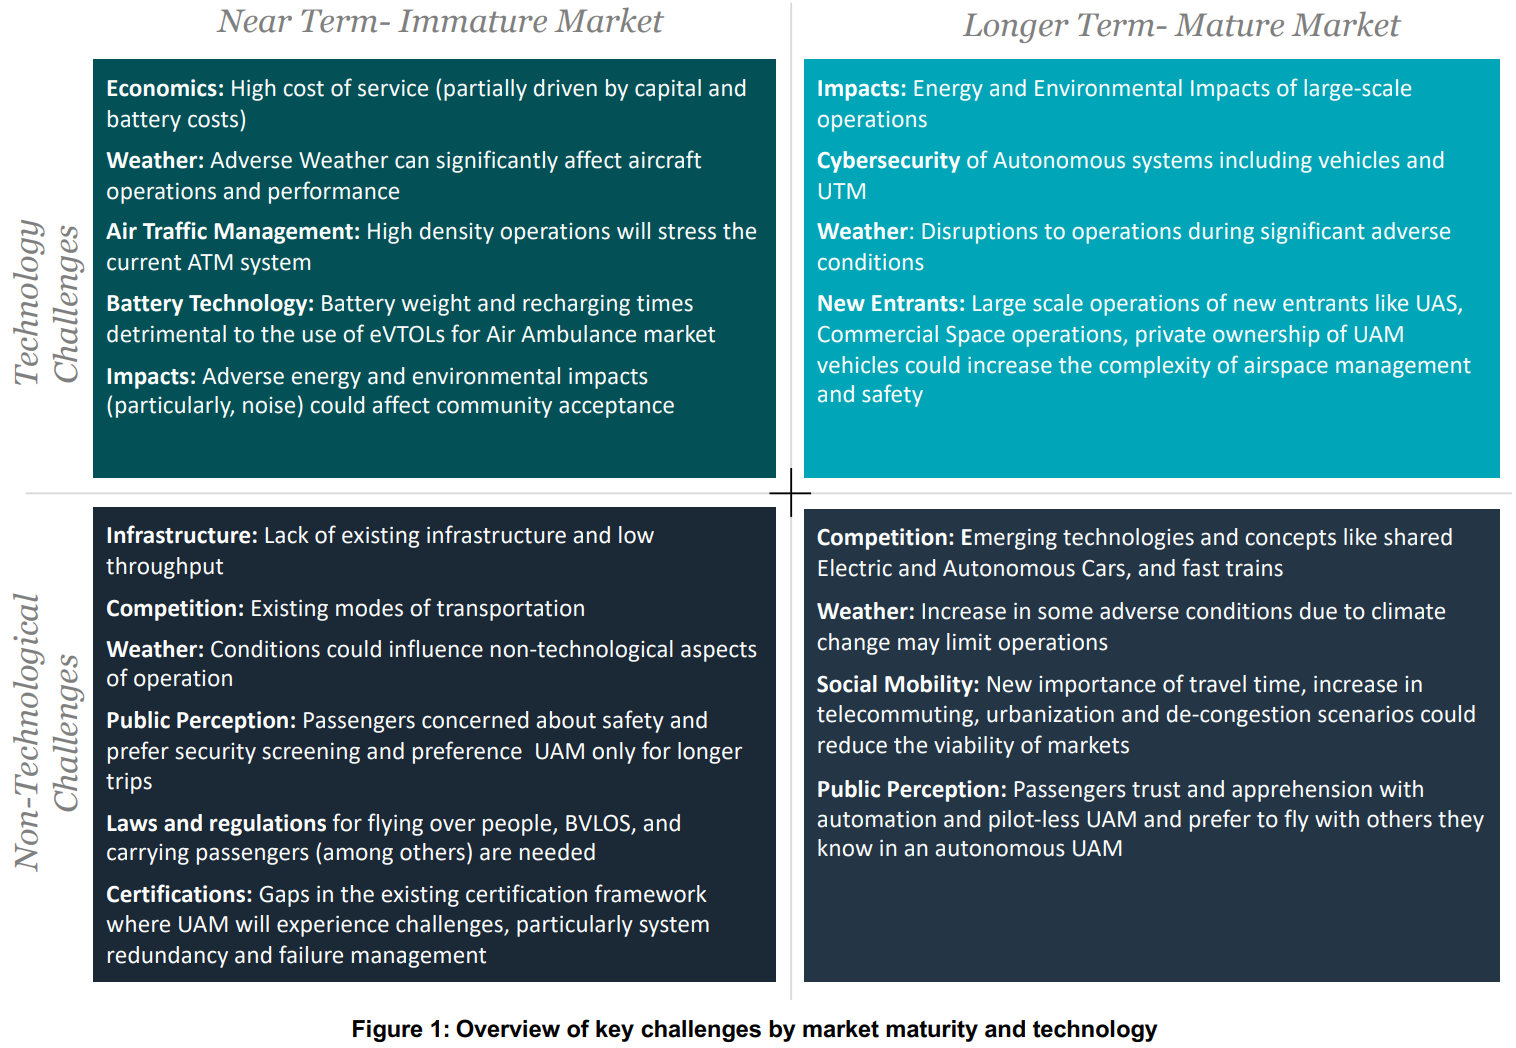 Near Term- Immature Market
Longer Term- Mature Market
Technology
Challenges
Economics: High cost of service (partially driven by capital and
battery costs)
Weather: Adverse Weather can significantly affect aircraft
operations and performance
Air Traffic Management: High density operations will stress the
current ATM system
Battery Technology: Battery weight and recharging times
detrimental to the use of eVTOLs for Air Ambulance market
Impacts: Adverse energy and environmental impacts
(particularly, noise) could affect community acceptance
Impacts: Energy and Environmental Impacts of large-scale
operations
Cybersecurity of Autonomous systems including vehicles and
UTM
Weather: Disruptions to operations during significant adverse
conditions
New Entrants: Large scale operations of new entrants like UAS,
Commercial Space operations, private ownership of UAM
vehicles could increase the complexity of airspace management
and safety
Non-Technological
Challenges
Infrastructure: Lack of existing infrastructure and low
throughput
Competition: Existing modes of transportation
Weather: Conditions could influence non-technological aspects
of operation
Public Perception: Passengers concerned about safety and
prefer security screening and preference UAM only for longer
trips
Laws and regulations for flying over people, BVLOS, and
carrying passengers (among others) are needed
Certifications: Gaps in the existing certification framework
where UAM will experience challenges, particularly system
redundancy and failure management
Competition: Emerging technologies and concepts like shared
Electric and Autonomous Cars, and fast trains
Weather: Increase in some adverse conditions due to climate
change may limit operations
Social Mobility: New importance of travel time, increase in
telecommuting, urbanization and de-congestion scenarios could
reduce the viability of markets
Public Perception: Passengers trust and apprehension with
automation and pilot-less UAM and prefer to fly with others they
know in an autonomous UAM
Figure 1: Overview of key challenges by market maturity and technology